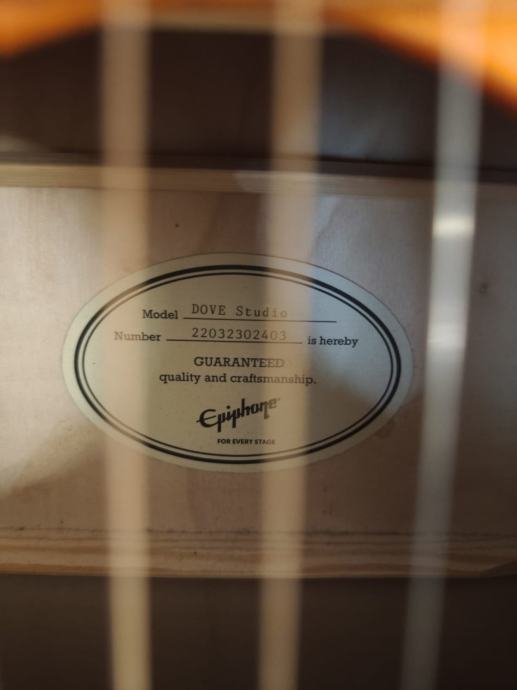 Model DOVE Studio
Number 22032302403 is hereby
GUARANTEED
quality and craftsmanship.
Epiphone
FOR EVERY STAGE